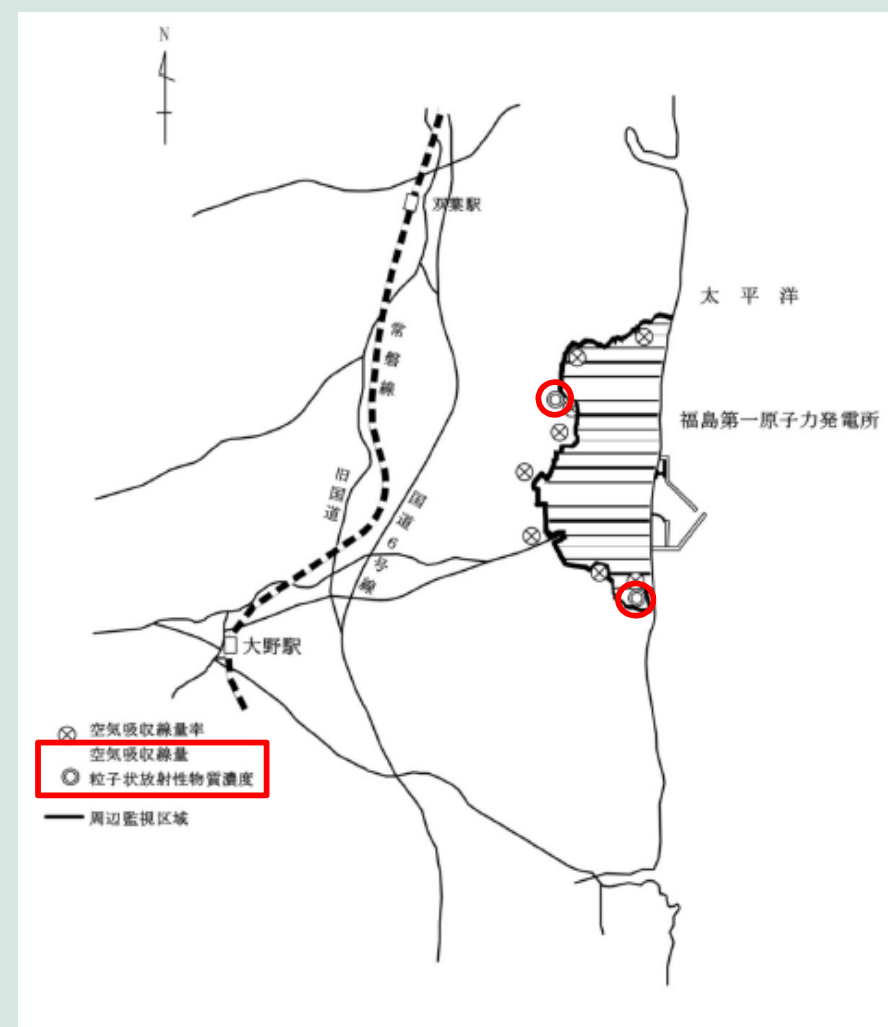 N
双葉駅
太平洋
常磐線
福島第一原子力発電所
旧国道
国道6号線
大野駅
空気吸収線量率
空気吸収線量
粒子状放射性物質濃度
周辺監視区域